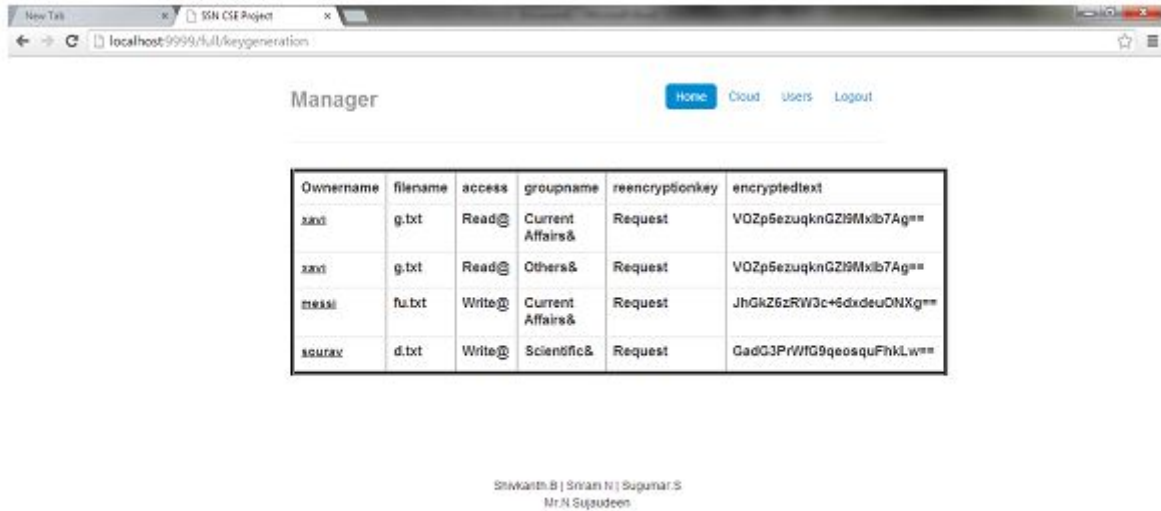 New Tab
SSN CSE Project
localhost:9999/full/keygeneration
Manager
Home Cloud Users Logout
Ownername filename access groupname reencryptionkey encryptedtext
xavi g.txt Read@ Current Affairs& Request VOZp5ezuqknGZl9Mxlb7Ag==
xavi g.txt Read@ Others& Request VOZp5ezuqknGZl9Mxlb7Ag==
messi fu.txt Write@ Current Affairs& Request JhGkZ6zRW3c+6dxdeuONXg==
sourav d.txt Write@ Scientific& Request GadG3PrWfG9qeosquFhkLw==
Shivkanth.B | Sriram.N | Sugumar.S
Mr.N.Sujaudeen